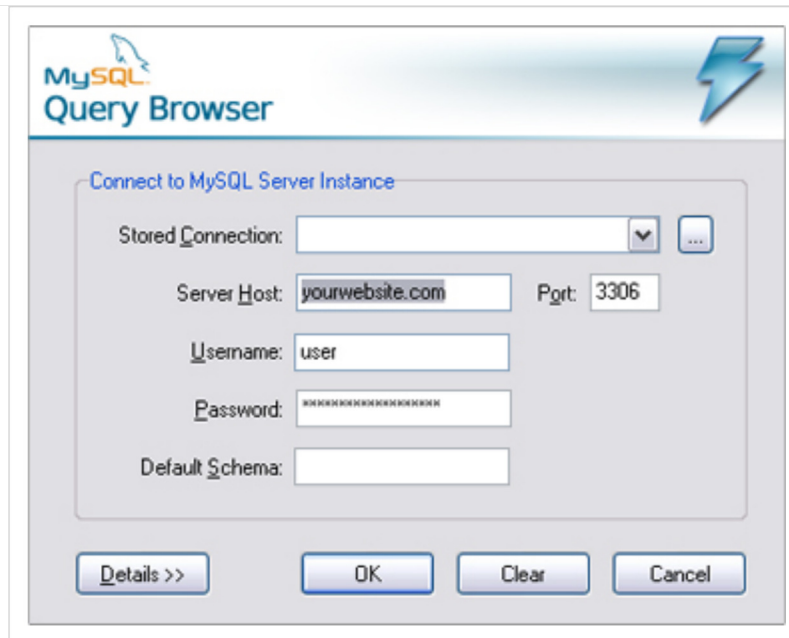 MySQL
Query Browser
Connect to MySQL Server Instance
Stored Connection:
...
Server Host: yourwebsite.com Port: 3306
Username: user
Password: *******************
Default Schema:
Details >> OK Clear Cancel